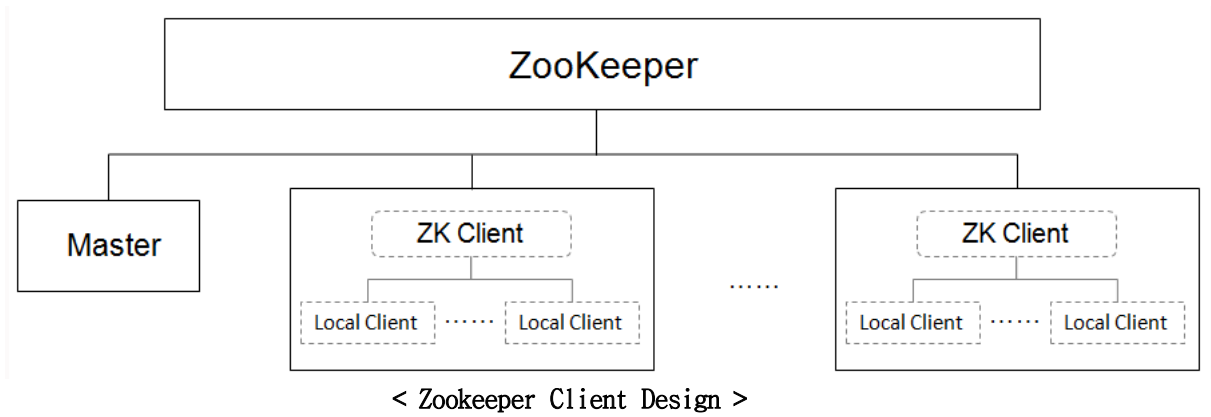 ZooKeeper
Master
ZK Client
Local Client
……
Local Client
……
ZK Client
Local Client
……
Local Client
< Zookeeper Client Design >